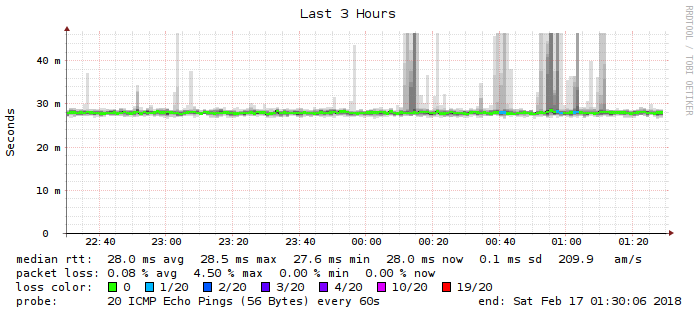 Last 3 Hours
RRDTOOL / TOBI OETIKER
Seconds
40 m
30 m
20 m
10 m
0
22:40 23:00 23:20 23:40 00:00 00:20 00:40 01:00 01:20
median rtt: 28.0 ms avg 28.5 ms max 27.6 ms min 28.0 ms now 0.1 ms sd 209.9 am/s
packet loss: 0.08 % avg 4.50 % max 0.00 % min 0.00 % now
loss color: 0 1/20 2/20 3/20 4/20 10/20 19/20
probe: 20 ICMP Echo Pings (56 Bytes) every 60s end: Sat Feb 17 01:30:06 2018